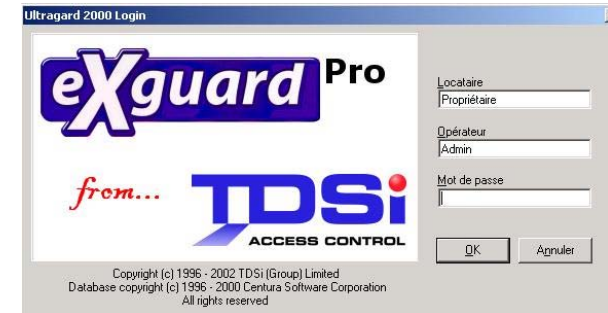 Ultragard 2000 Login
eXguard Pro
from...
TDSi
ACCESS CONTROL
Copyright (c) 1996 - 2002 TDSi (Group) Limited
Database copyright (c) 1996 - 2000 Centura Software Corporation
All rights reserved
Locataire
Propriétaire
Opérateur
Admin
Mot de passe
OK
Annuler